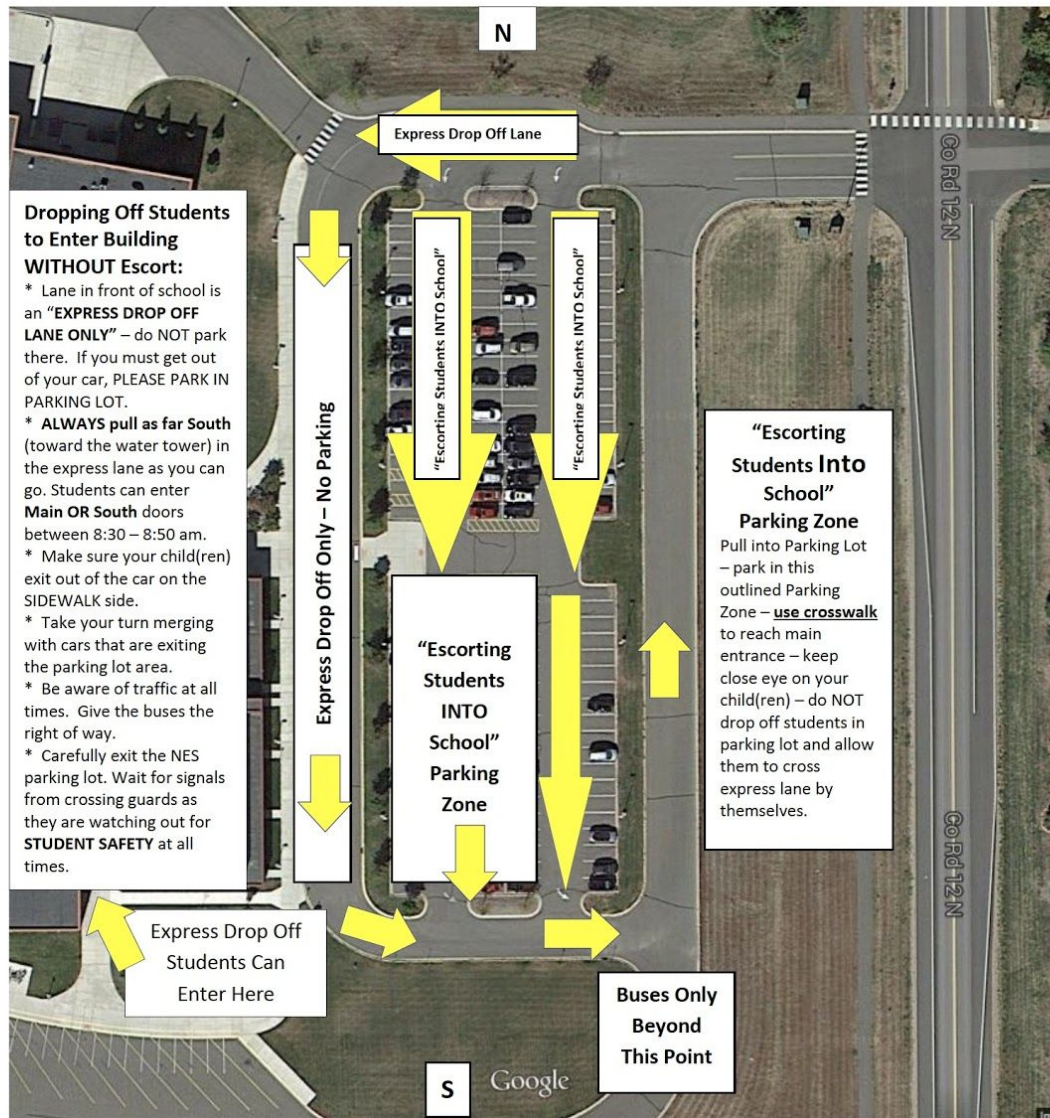 N
Express Drop Off Lane
Co Rd 12 N
Dropping Off Students
to Enter Building
WITHOUT Escort:
* Lane in front of school is
an “EXPRESS DROP OFF
LANE ONLY” – do NOT park
there. If you must get out
of your car, PLEASE PARK IN
PARKING LOT.
* ALWAYS pull as far South
(toward the water tower) in
the express lane as you can
go. Students can enter
Main OR South doors
between 8:30 – 8:50 am.
* Make sure your child(ren)
exit out of the car on the
SIDEWALK side.
* Take your turn merging
with cars that are exiting
the parking lot area.
* Be aware of traffic at all
times. Give the buses the
right of way.
* Carefully exit the NES
parking lot. Wait for signals
from crossing guards as
they are watching out for
STUDENT SAFETY at all
times.
Express Drop Off Only – No Parking
“Escorting Students INTO School”
“Escorting Students INTO School”
“Escorting
Students
INTO
School”
Parking
Zone
“Escorting
Students Into
School”
Parking Zone
Pull into Parking Lot
– park in this
outlined Parking
Zone – use crosswalk
to reach main
entrance – keep
close eye on your
child(ren) – do NOT
drop off students in
parking lot and allow
them to cross
express lane by
themselves.
Co Rd 12 N
Express Drop Off
Students Can
Enter Here
Buses Only
Beyond
This Point
S
Google